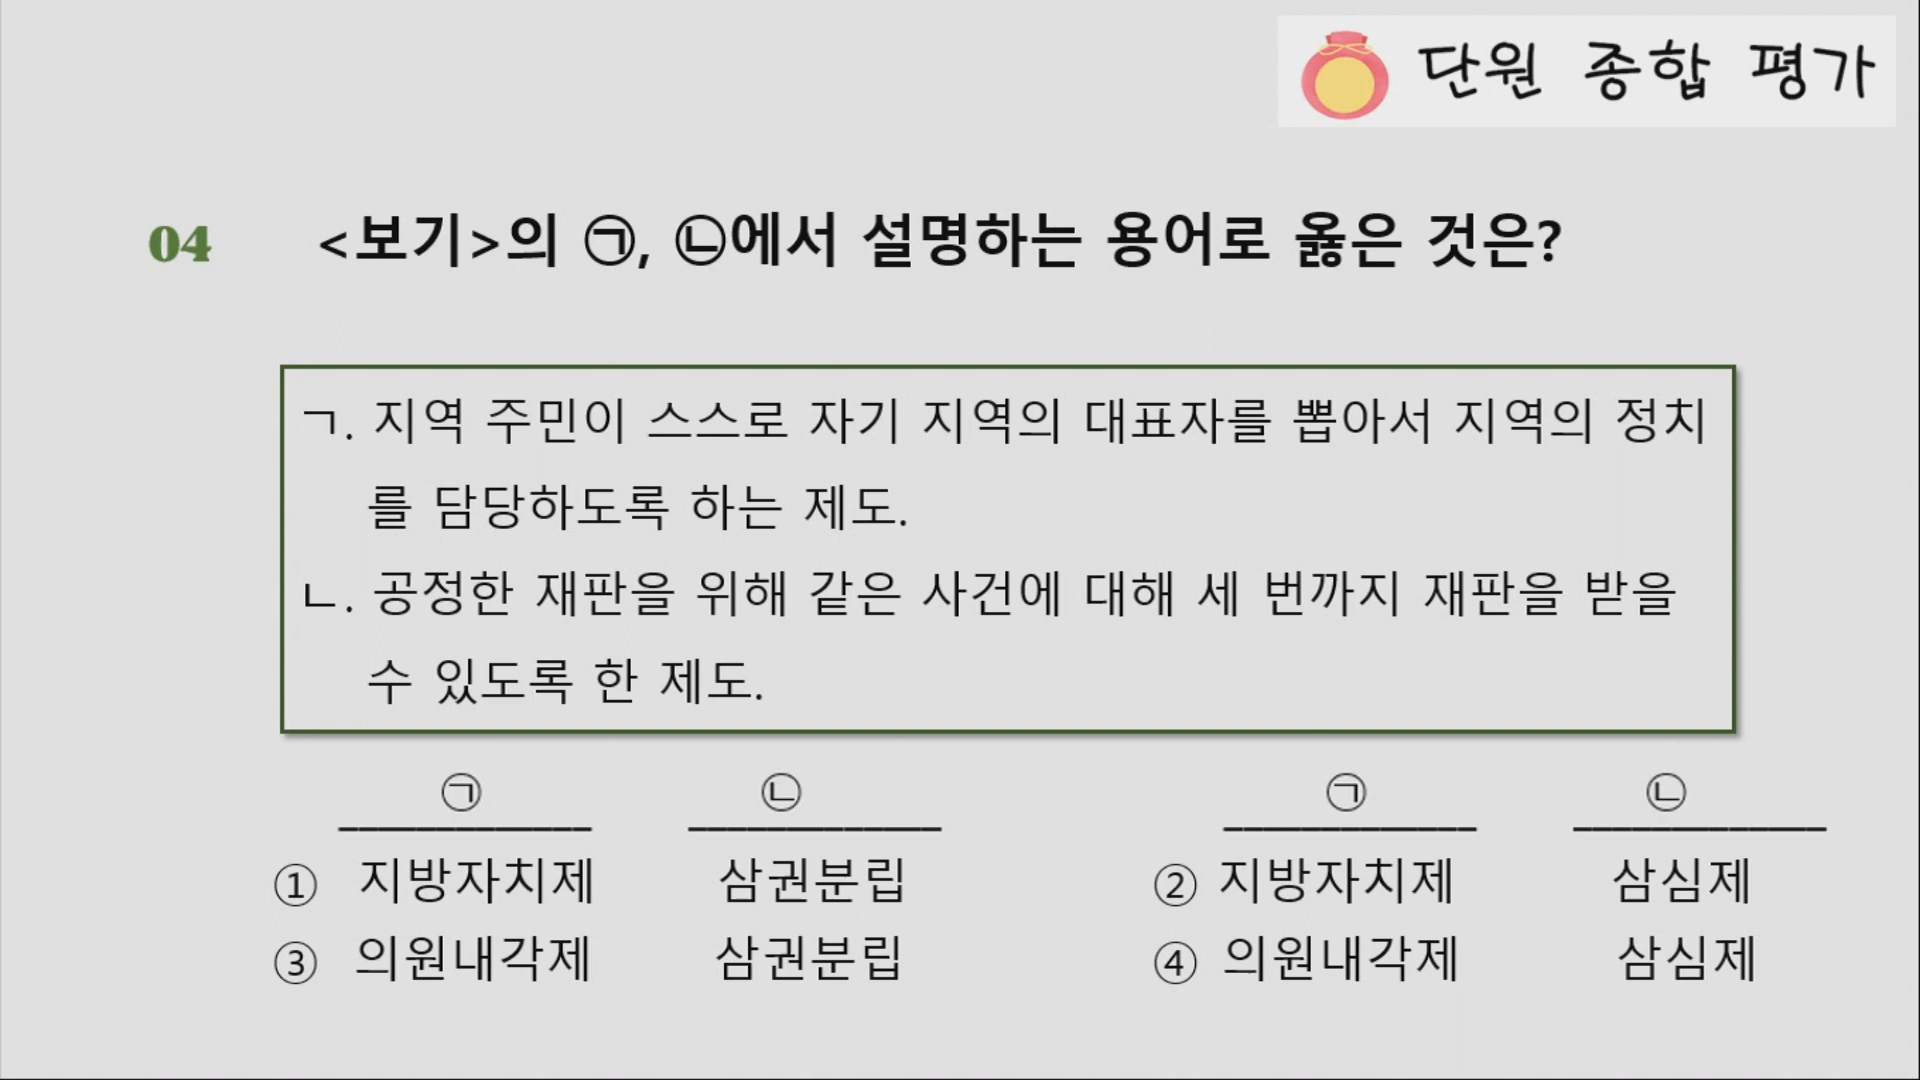 단원 종합 평가
04 <보기>의 ㉠, ㉡에서 설명하는 용어로 옳은 것은?
ㄱ. 지역 주민이 스스로 자기 지역의 대표자를 뽑아서 지역의 정치
를 담당하도록 하는 제도.
ㄴ. 공정한 재판을 위해 같은 사건에 대해 세 번까지 재판을 받을
수 있도록 한 제도.
㉠ ㉡ ㉠ ㉡
① 지방자치제 삼권분립 ② 지방자치제 삼심제
③ 의원내각제 삼권분립 ④ 의원내각제 삼심제